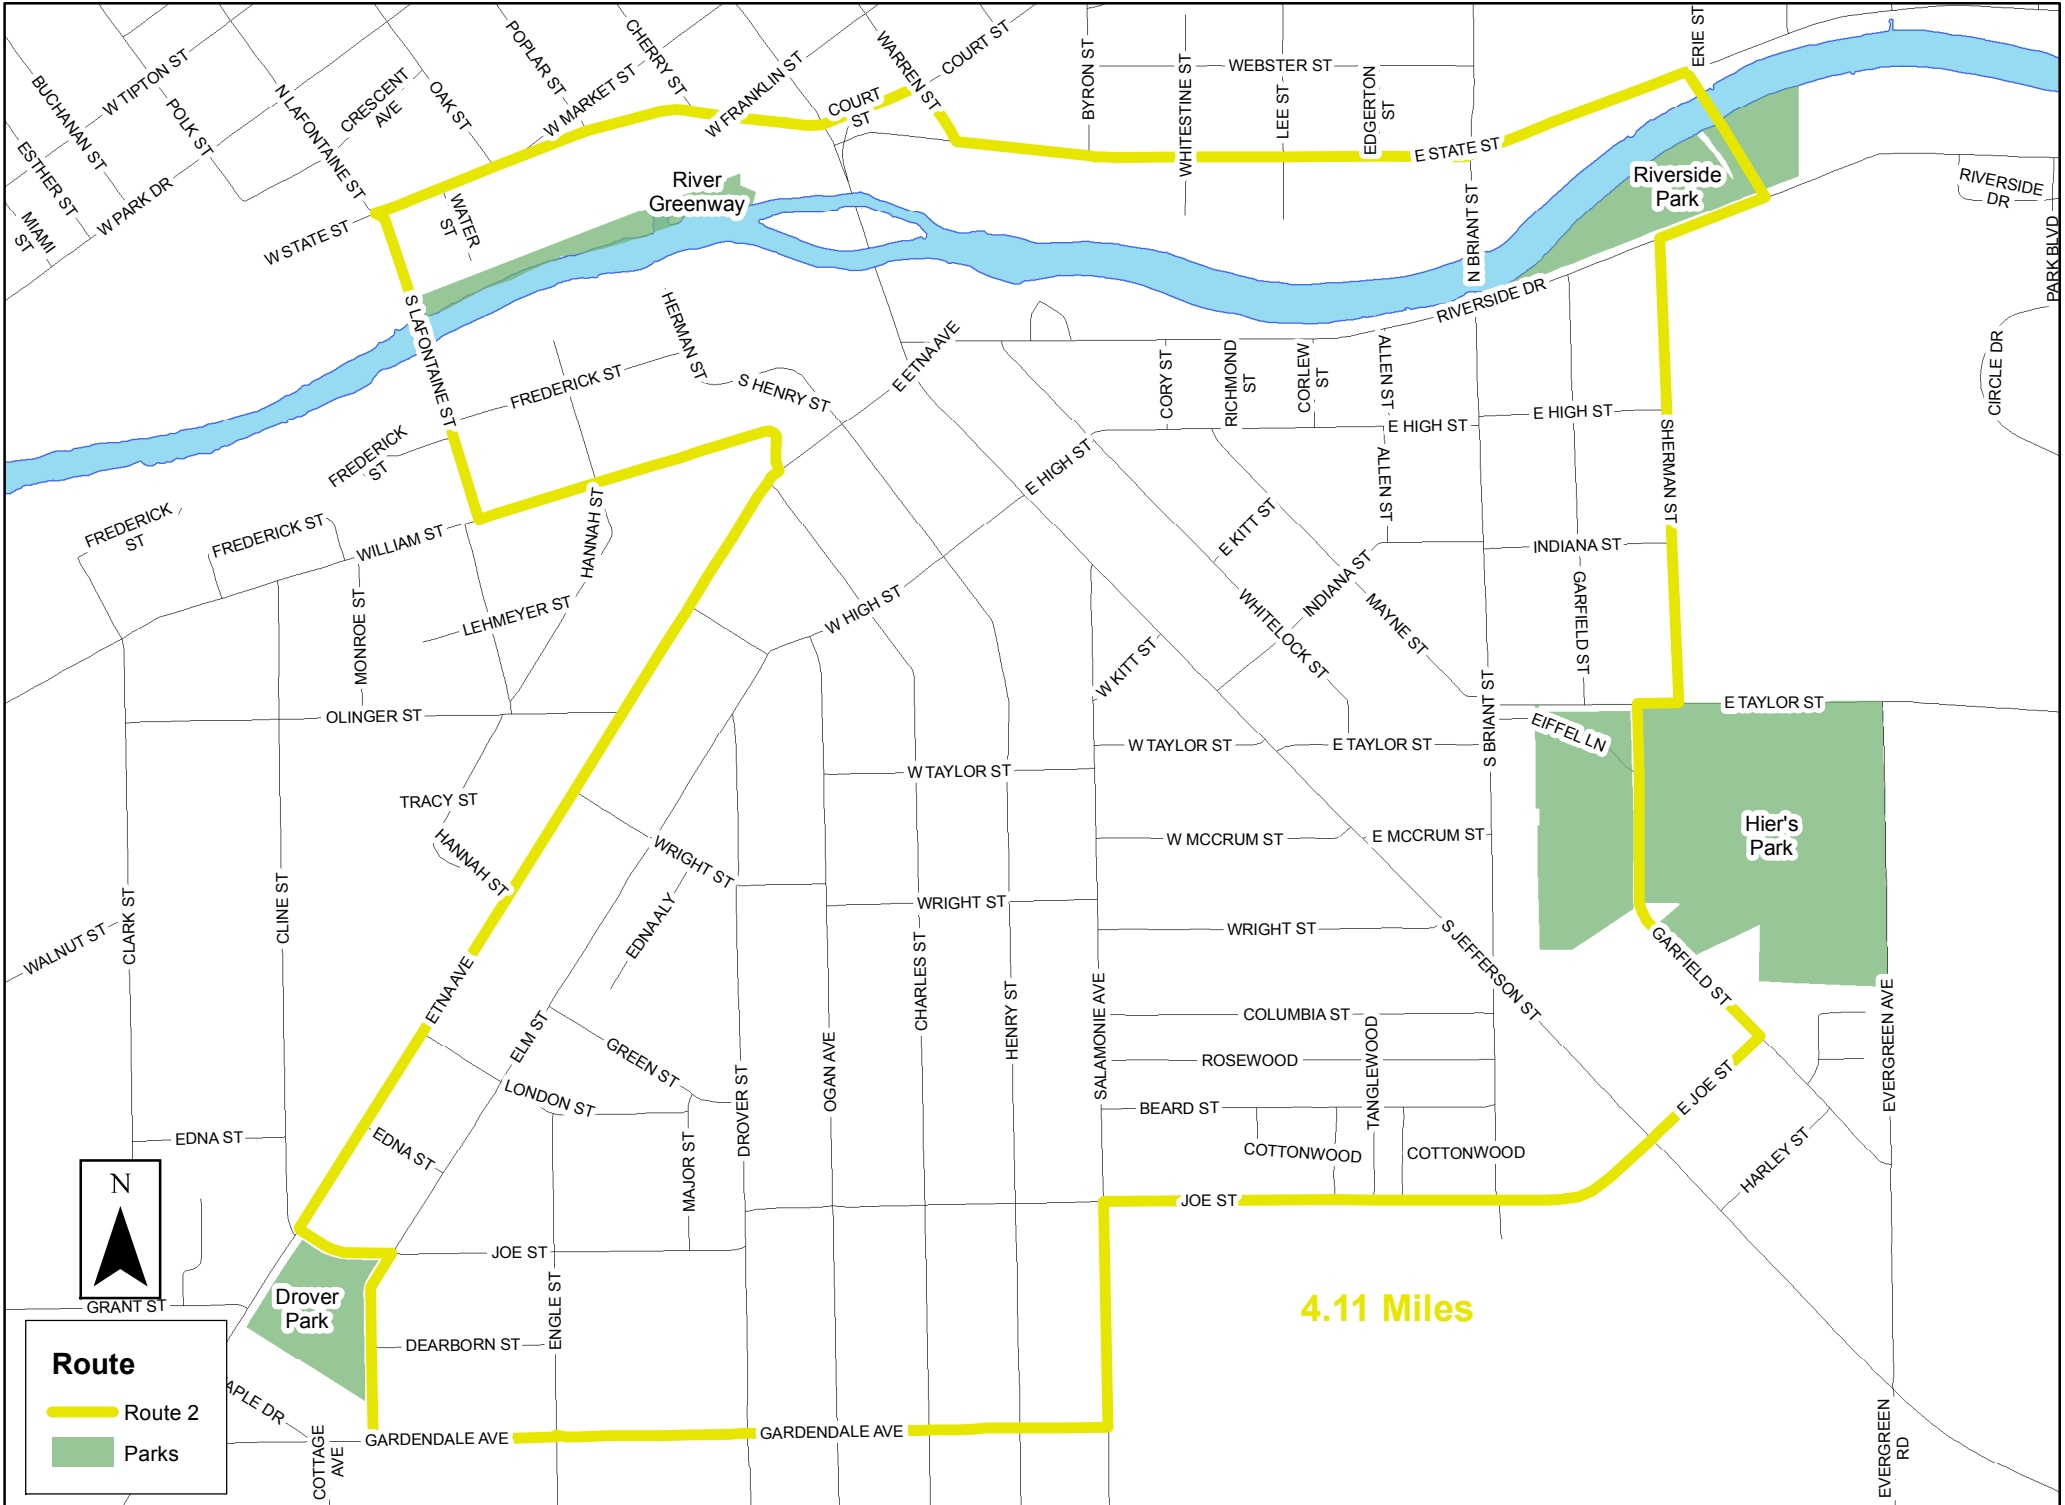 W TIPTON ST
BUCHANAN ST
POLK ST
N LAFONTAINE ST
CRESCENT
AVE
OAK ST
POPLAR ST
W MARKET ST
CHERRY ST
W FRANKLIN ST
WARREN ST
COURT ST
COURT
ST
BYRON ST
WHITESTINE ST
WEBSTER ST
LEE ST
EDGERTON
ST
ERIE ST
E STATE ST
ESTHER ST
MIAMI
ST
W PARK DR
W STATE ST
WATER
ST
River
Greenway
N BRIANT ST
Riverside
Park
RIVERSIDE
DR
PARK BLVD
RIVERSIDE DR
CIRCLE DR
S LAFONTAINE ST
HERMAN ST
FREDERICK ST
S HENRY ST
E ETNA AVE
CORY ST
RICHMOND
ST
CORLEW
ST
ALLEN ST
E HIGH ST
E HIGH ST
SHERMAN ST
FREDERICK
ST
E HIGH ST
ALLEN ST
FREDERICK
ST
FREDERICK ST
WILLIAM ST
HANNAH ST
E KITT ST
INDIANA ST
INDIANA ST
GARFIELD ST
MONROE ST
LEHMEYER ST
W HIGH ST
WHITELOCK ST
MAYNE ST
W KITT ST
S BRIANT ST
OLINGER ST
E TAYLOR ST
EIFFEL LN
W TAYLOR ST
E TAYLOR ST
W TAYLOR ST
TRACY ST
HANNAH ST
WRIGHT ST
W MCCRUM ST
E MCCRUM ST
Hier's
Park
CLARK ST
CLINE ST
WALNUT ST
EDNAALY
WRIGHT ST
WRIGHT ST
S JEFFERSON ST
GARFIELD ST
ETNA AVE
ELM ST
CHARLES ST
HENRY ST
SALAMONIE AVE
COLUMBIA ST
ROSEWOOD
TANGLEWOOD
EVERGREEN AVE
GREEN ST
LONDON ST
OGAN AVE
DROVER ST
BEARD ST
E JOE ST
EDNA ST
EDNA ST
MAJOR ST
COTTONWOOD
COTTONWOOD
HARLEY ST
N
JOE ST
JOE ST
GRANT ST
Drover
Park
ENGLE ST
DEARBORN ST
4.11 Miles
Route
Route 2
Parks
APLE DR
COTTAGE
AVE
GARDENDALE AVE
GARDENDALE AVE
EVERGREEN
RD